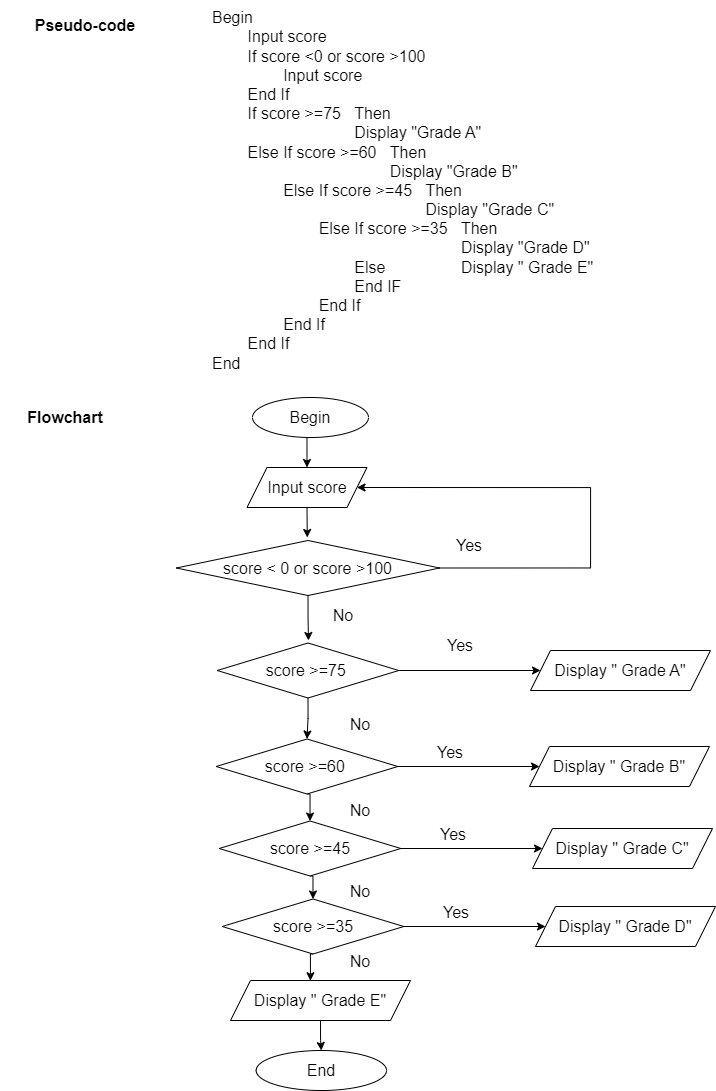 Pseudo-code
Begin
Input score
If score <0 or score >100
Input score
End If
If score >=75 Then
Display "Grade A"
Else If score >=60 Then
Display "Grade B"
Else If score >=45 Then
Display "Grade C"
Else If score >=35 Then
Display "Grade D"
Else Display " Grade E"
End IF
End If
End If
End If
End
Flowchart
Begin
Input score
Yes
score < 0 or score >100
No
Yes
score >=75
Display " Grade A"
No
Yes
score >=60
Display " Grade B"
No
Yes
score >=45
Display " Grade C"
No
Yes
score >=35
Display " Grade D"
No
Display " Grade E"
End